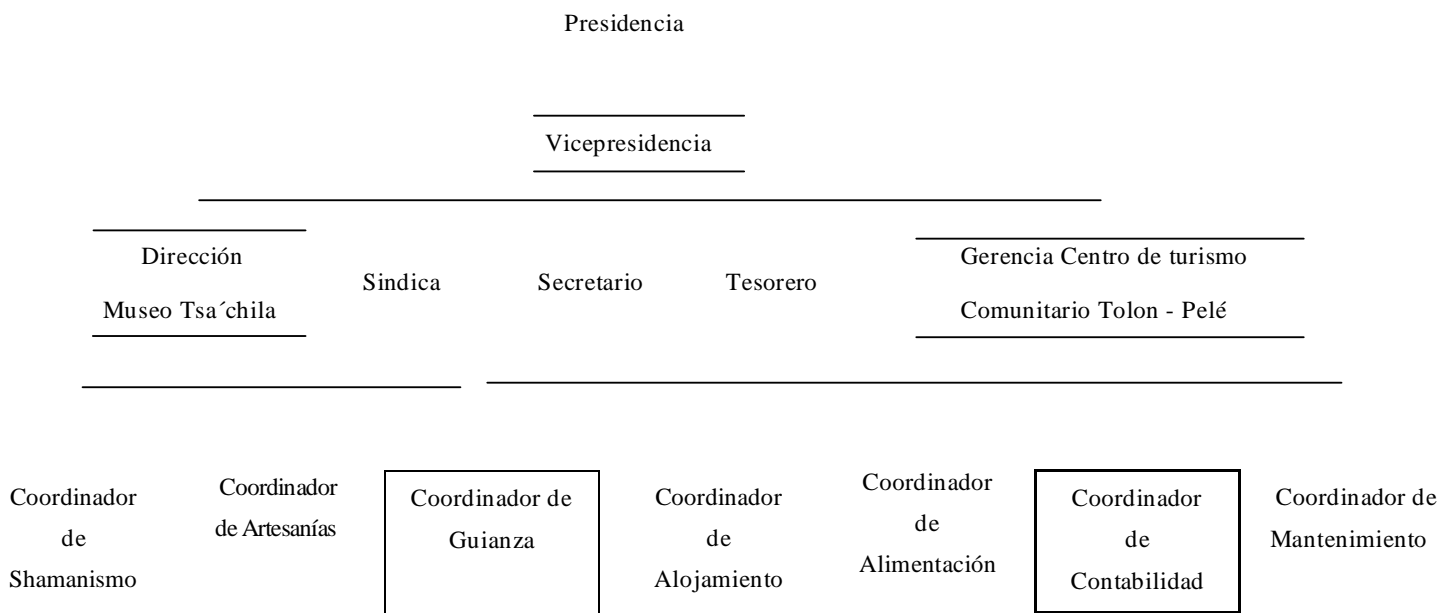 Presidencia
Vicepresidencia
Dirección
Museo Tsa´chila
Sindica
Secretario
Tesorero
Gerencia Centro de turismo
Comunitario Tolon - Pelé
Coordinador
de
Shamanismo
Coordinador
de Artesanías
Coordinador de
Guianza
Coordinador
de
Alojamiento
Coordinador
de
Alimentación
Coordinador
de
Contabilidad
Coordinador de
Mantenimiento